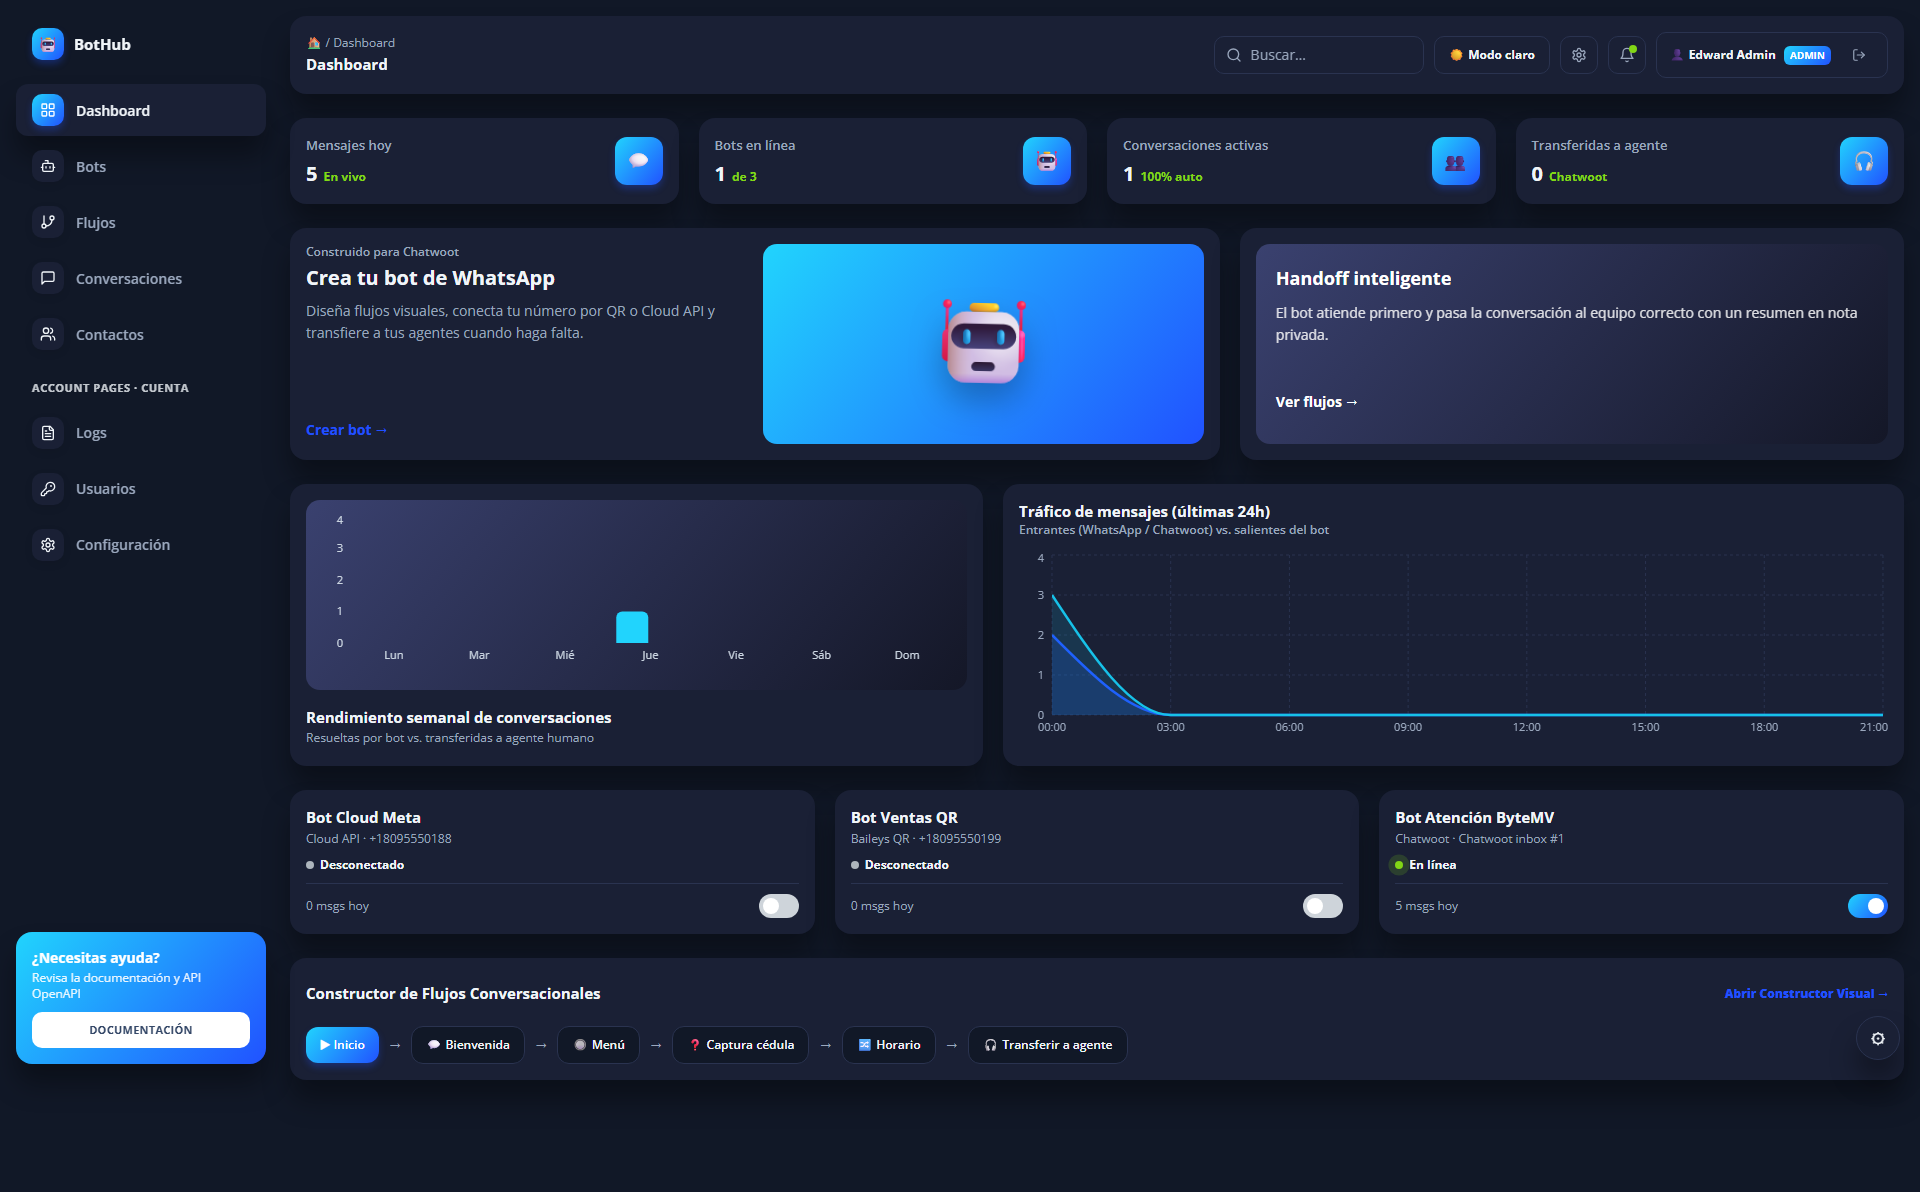 BotHub
Dashboard
Bots
Flujos
Conversaciones
Contactos
ACCOUNT PAGES · CUENTA
Logs
Usuarios
Configuración
¿Necesitas ayuda?
Revisa la documentación y API
OpenAPI
DOCUMENTACIÓN
/ Dashboard
Dashboard
Buscar...
Modo claro
Edward Admin ADMIN
Mensajes hoy
5 En vivo
Bots en línea
1 de 3
Conversaciones activas
1 100% auto
Transferidas a agente
0 Chatwoot
Construido para Chatwoot
Crea tu bot de WhatsApp
Diseña flujos visuales, conecta tu número por QR o Cloud API y
transfiere a tus agentes cuando haga falta.
Crear bot →
Handoff inteligente
El bot atiende primero y pasa la conversación al equipo correcto con un resumen en nota
privada.
Ver flujos →
4
3
2
1
0
Lun Mar Mié Jue Vie Sáb Dom
Rendimiento semanal de conversaciones
Resueltas por bot vs. transferidas a agente humano
Tráfico de mensajes (últimas 24h)
Entrantes (WhatsApp / Chatwoot) vs. salientes del bot
4
3
2
1
0
00:00 03:00 06:00 09:00 12:00 15:00 18:00 21:00
Bot Cloud Meta
Cloud API · +18095550188
Desconectado
0 msgs hoy
Bot Ventas QR
Baileys QR · +18095550199
Desconectado
0 msgs hoy
Bot Atención ByteMV
Chatwoot · Chatwoot inbox #1
En línea
5 msgs hoy
Constructor de Flujos Conversacionales
Abrir Constructor Visual →
▶ Inicio → Bienvenida → Menú → ❓ Captura cédula → Horario → Transferir a agente